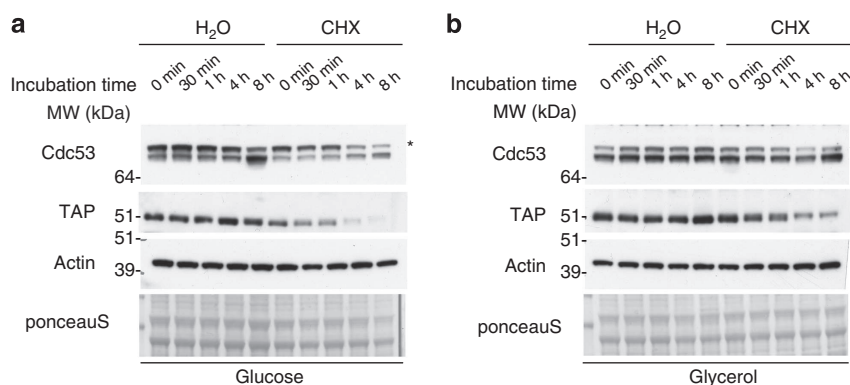 a
H₂O CHX
Incubation time 0 min 30 min 1 h 4 h 8 h 0 min 30 min 1 h 4 h 8 h
MW (kDa)
Cdc53 *
64-
TAP 51-
51-
Actin
39-
ponceauS
Glucose
b
H₂O CHX
Incubation time 0 min 30 min 1 h 4 h 8 h 0 min 30 min 1 h 4 h 8 h
MW (kDa)
Cdc53
64-
TAP 51-
51-
Actin
39-
ponceauS
Glycerol